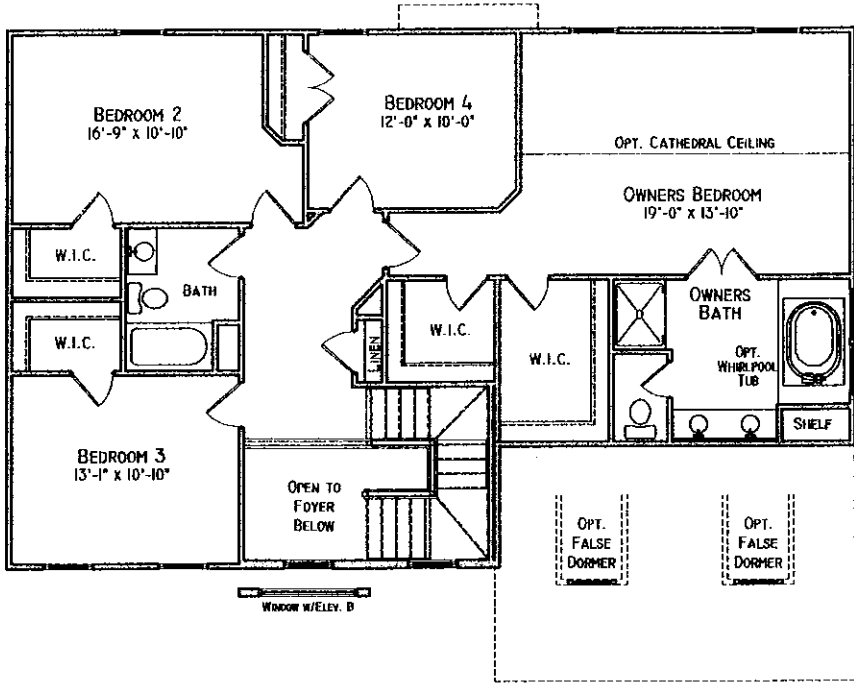 BEDROOM 2
16'-9" X 10'-10"
BEDROOM 4
12'-0" X 10'-0"
OPT. CATHEDRAL CEILING
OWNERS BEDROOM
19'-0" X 13'-10"
W.I.C.
BATH
W.I.C.
LINEN
W.I.C.
W.I.C.
OWNERS
BATH
OPT.
WHIRLPOOL
TUB
SHELF
BEDROOM 3
13'-1" X 10'-10"
OPEN TO
FOYER
BELOW
OPT.
FALSE
DORMER
OPT.
FALSE
DORMER
WINDOW W/ELEV. B